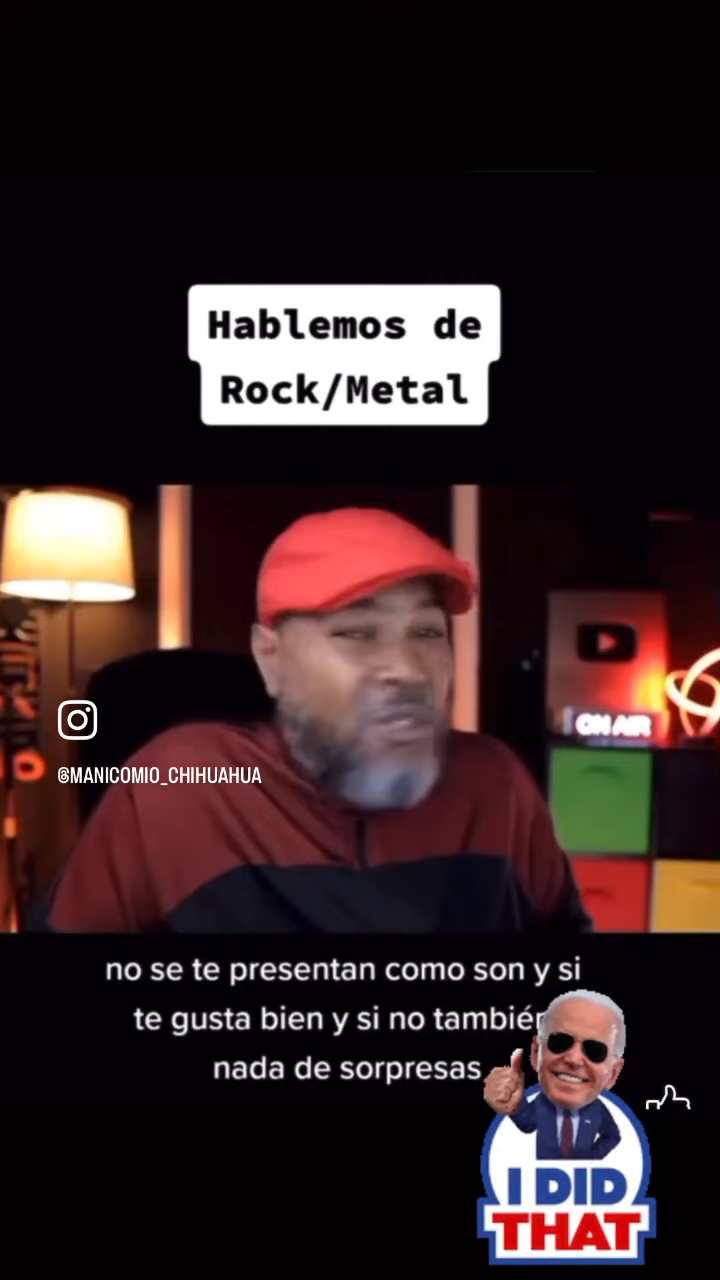 Hablemos de
Rock/Metal
ON AIR
@MANICOMIO_CHIHUAHUA
no se te presentan como son y si
te gusta bien y si no también
nada de sorpresas
I DID
THAT